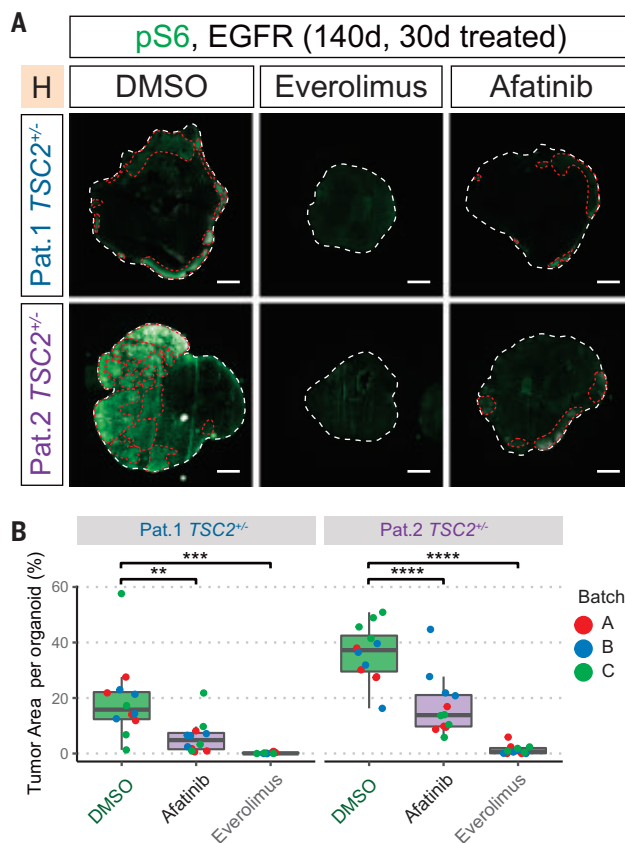 A
pS6, EGFR (140d, 30d treated)
H
DMSO
Everolimus
Afatinib
Pat.1 TSC2+/-
Pat.2 TSC2+/-
B
Pat.1 TSC2+/-
Pat.2 TSC2+/-
***
**
****
****
Tumor Area per organoid (%)
60
40
20
0
DMSO
Afatinib
Everolimus
DMSO
Afatinib
Everolimus
Batch
A
B
C